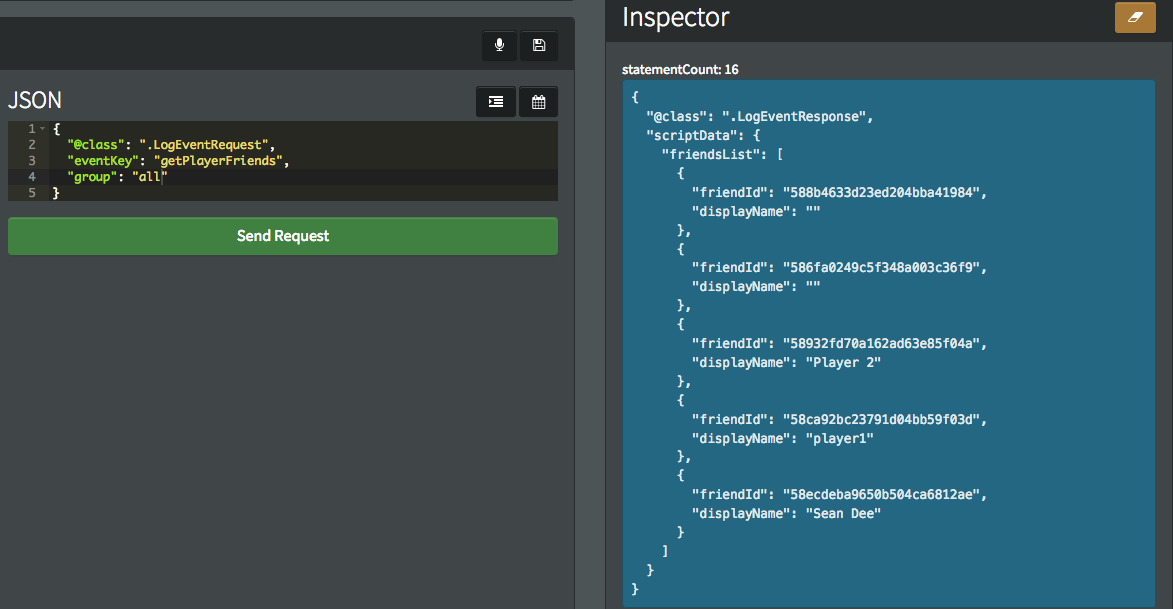 JSON
1 {
2 "@class": ".LogEventRequest",
3 "eventKey": "getPlayerFriends",
4 "group": "all"
5 }
Send Request
Inspector
statementCount: 16
{
"@class": ".LogEventResponse",
"scriptData": {
"friendsList": [
{
"friendId": "588b4633d23ed204bba41984",
"displayName": ""
},
{
"friendId": "586fa0249c5f348a003c36f9",
"displayName": ""
},
{
"friendId": "58932fd70a162ad63e85f04a",
"displayName": "Player 2"
},
{
"friendId": "58ca92bc23791d04bb59f03d",
"displayName": "player1"
},
{
"friendId": "58ecdeba9650b504ca6812ae",
"displayName": "Sean Dee"
}
]
}
}